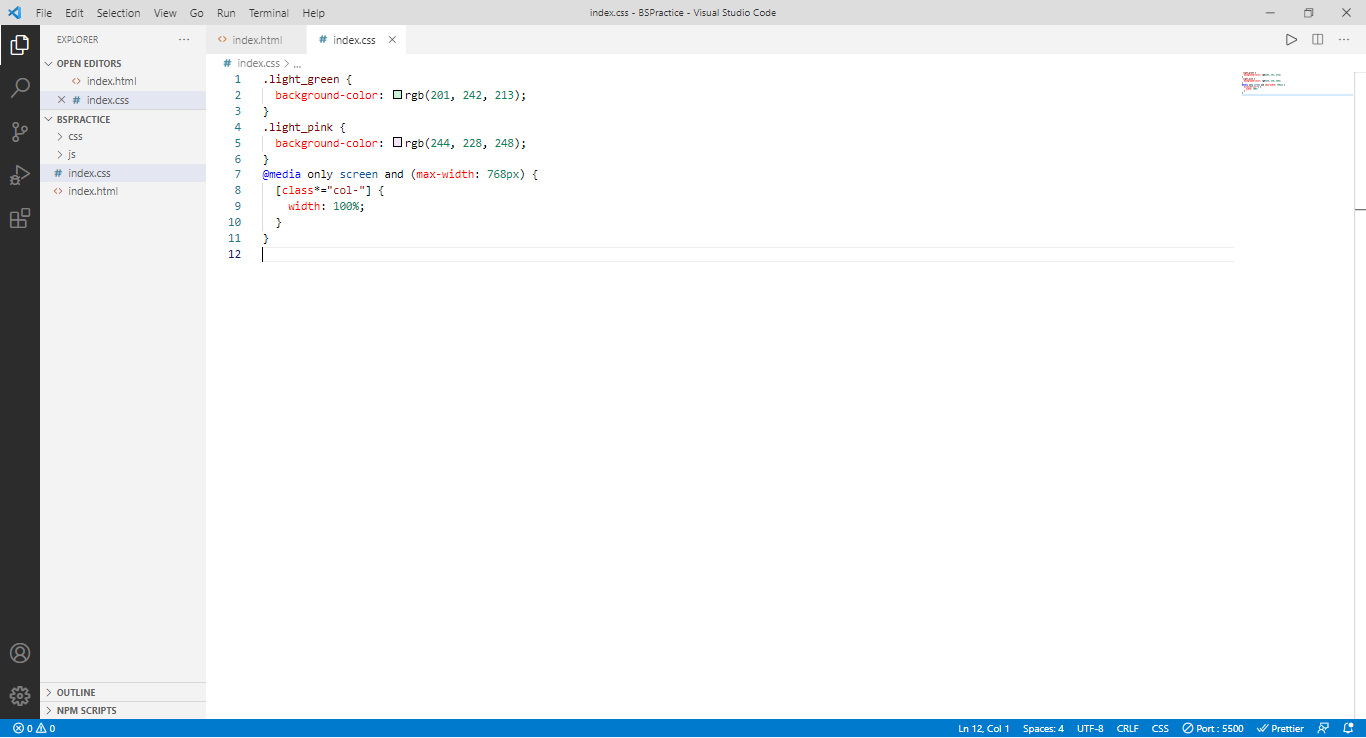 File Edit Selection View Go Run Terminal Help
index.css - BSPractice - Visual Studio Code
EXPLORER
OPEN EDITORS
index.html
# index.css
BSPRACTICE
css
js
# index.css
index.html
OUTLINE
NPM SCRIPTS
index.html # index.css
# index.css > ...
1 .light_green {
2 background-color: rgb(201, 242, 213);
3 }
4 .light_pink {
5 background-color: rgb(244, 228, 248);
6 }
7 @media only screen and (max-width: 768px) {
8 [class*="col-"] {
9 width: 100%;
10 }
11 }
12
0 0 Ln 12, Col 1 Spaces: 4 UTF-8 CRLF CSS Port : 5500 Prettier